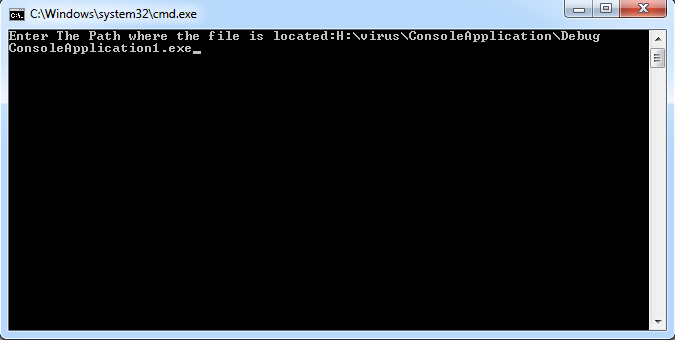 C:\Windows\system32\cmd.exe
Enter The Path where the file is located:H:\virus\ConsoleApplication\Debug
ConsoleApplication1.exe